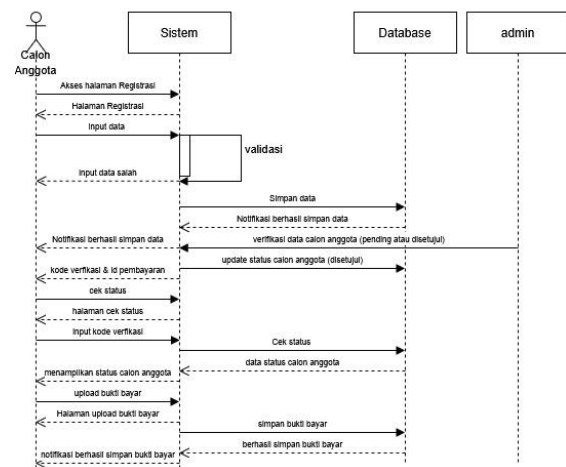 Sistem
Database
admin
Calon
Anggota
Akses halaman Registrasi
Halaman Registrasi
Input data
validasi
Input data salah
Simpan data
Notifikasi berhasil simpan data
Notifikasi berhasil simpan data
verifikasi data calon anggota (pending atau disetujui)
update status calon anggota (disetujui)
kode verfikasi & id pembayaran
cek status
halaman cek status
Input kode verfikasi
Cek status
data status calon anggota
menampilkan status calon anggota
upload bukti bayar
Halaman upload bukti bayar
simpan bukti bayar
berhasil simpan bukti bayar
notifikasi berhasil simpan bukti bayar